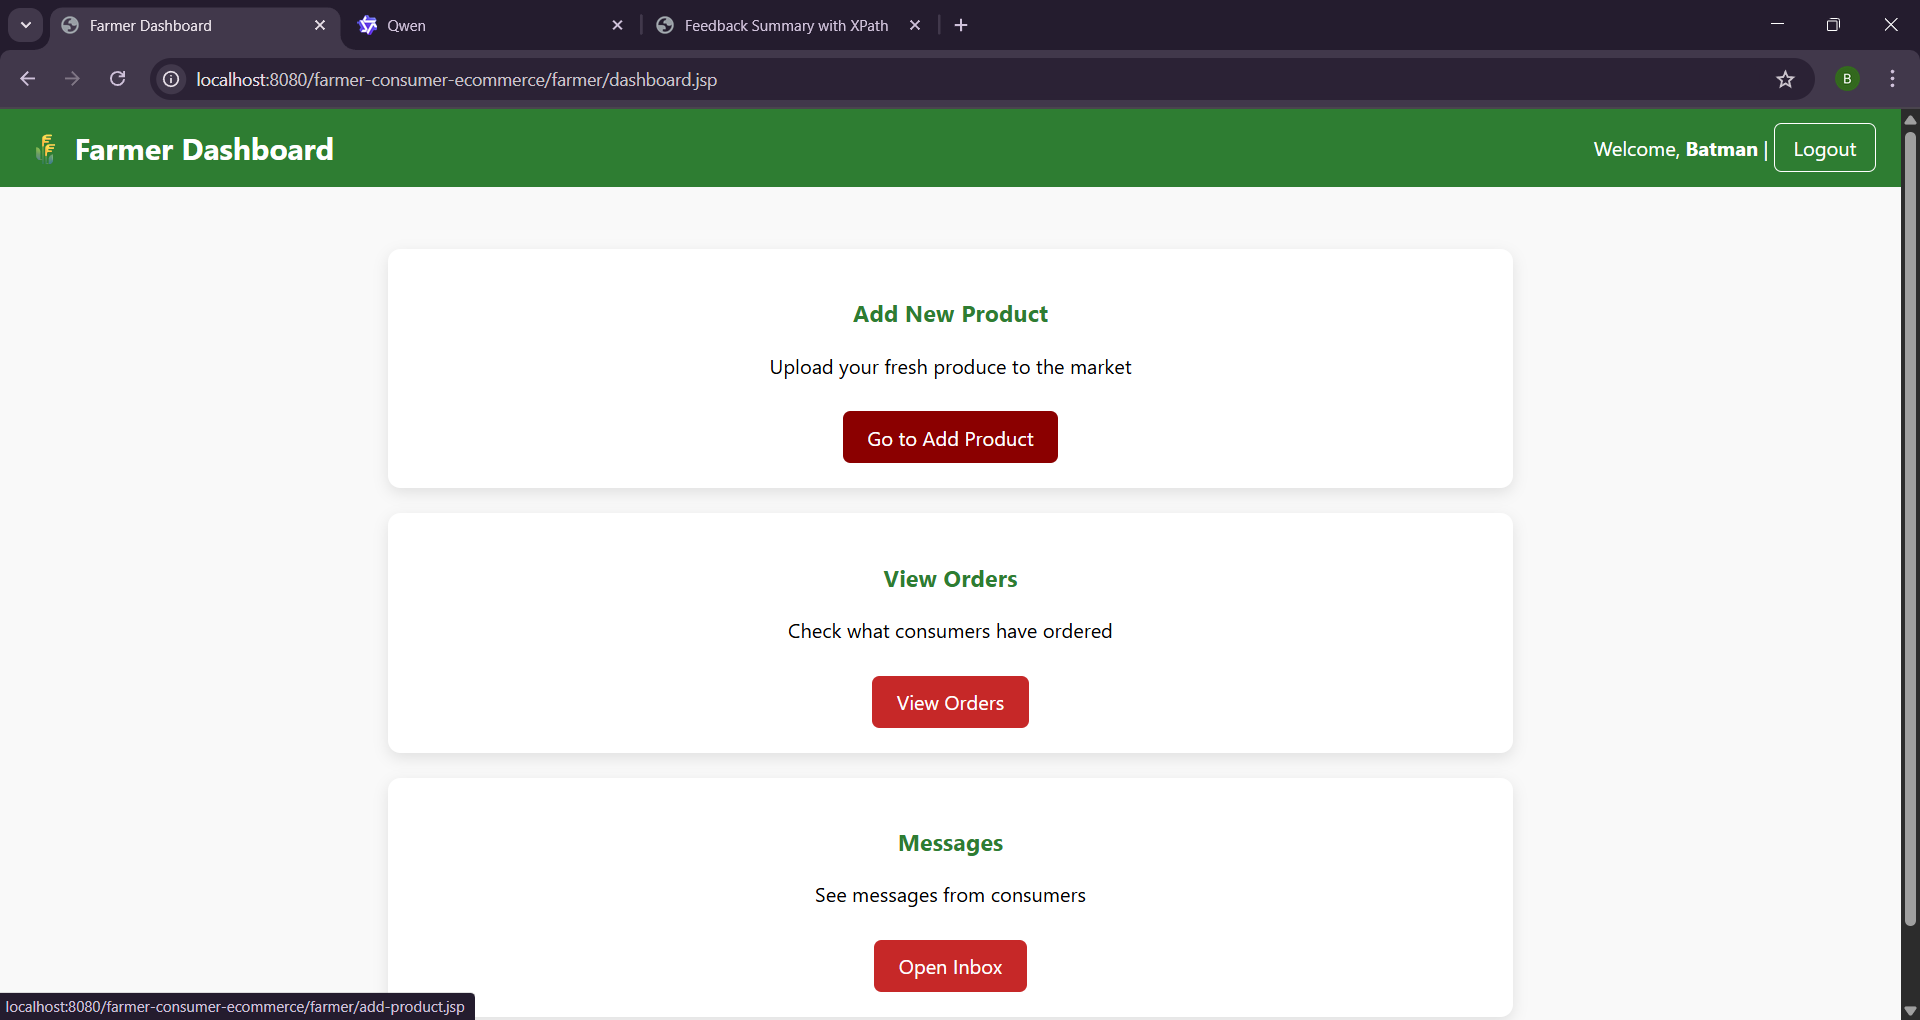 Farmer Dashboard
Qwen
Feedback Summary with XPath
localhost:8080/farmer-consumer-ecommerce/farmer/dashboard.jsp
B
Farmer Dashboard
Welcome, Batman | Logout
Add New Product
Upload your fresh produce to the market
Go to Add Product
View Orders
Check what consumers have ordered
View Orders
Messages
See messages from consumers
Open Inbox
localhost:8080/farmer-consumer-ecommerce/farmer/add-product.jsp